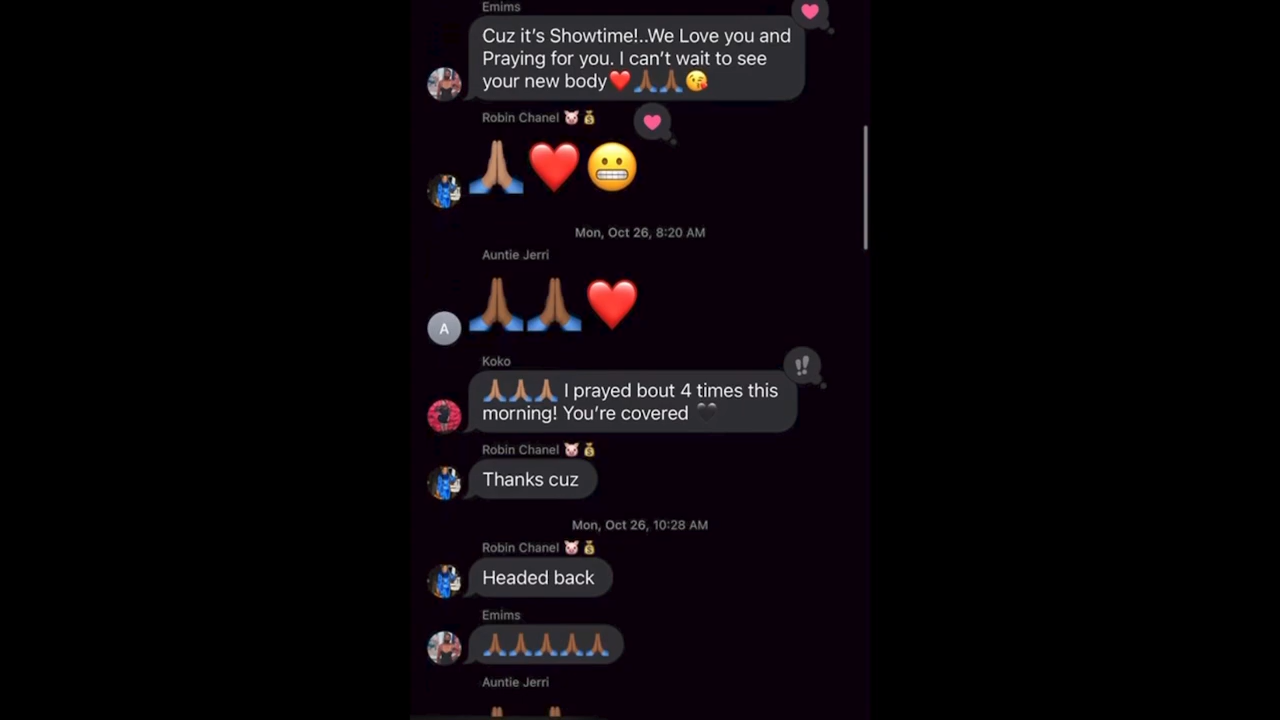 Emims
Cuz it’s Showtime!..We Love you and
Praying for you. I can’t wait to see
your new body❤️🙏🏾🙏🏾😘
Robin Chanel 🐷💰
🙏🏽❤️😬
Mon, Oct 26, 8:20 AM
Auntie Jerri
🙏🏾🙏🏾❤️
A
Koko
🙏🏽🙏🏽🙏🏽 I prayed bout 4 times this
morning! You’re covered 🖤
Robin Chanel 🐷💰
Thanks cuz
Mon, Oct 26, 10:28 AM
Robin Chanel 🐷💰
Headed back
Emims
🙏🏾🙏🏾🙏🏾🙏🏾🙏🏾
Auntie Jerri